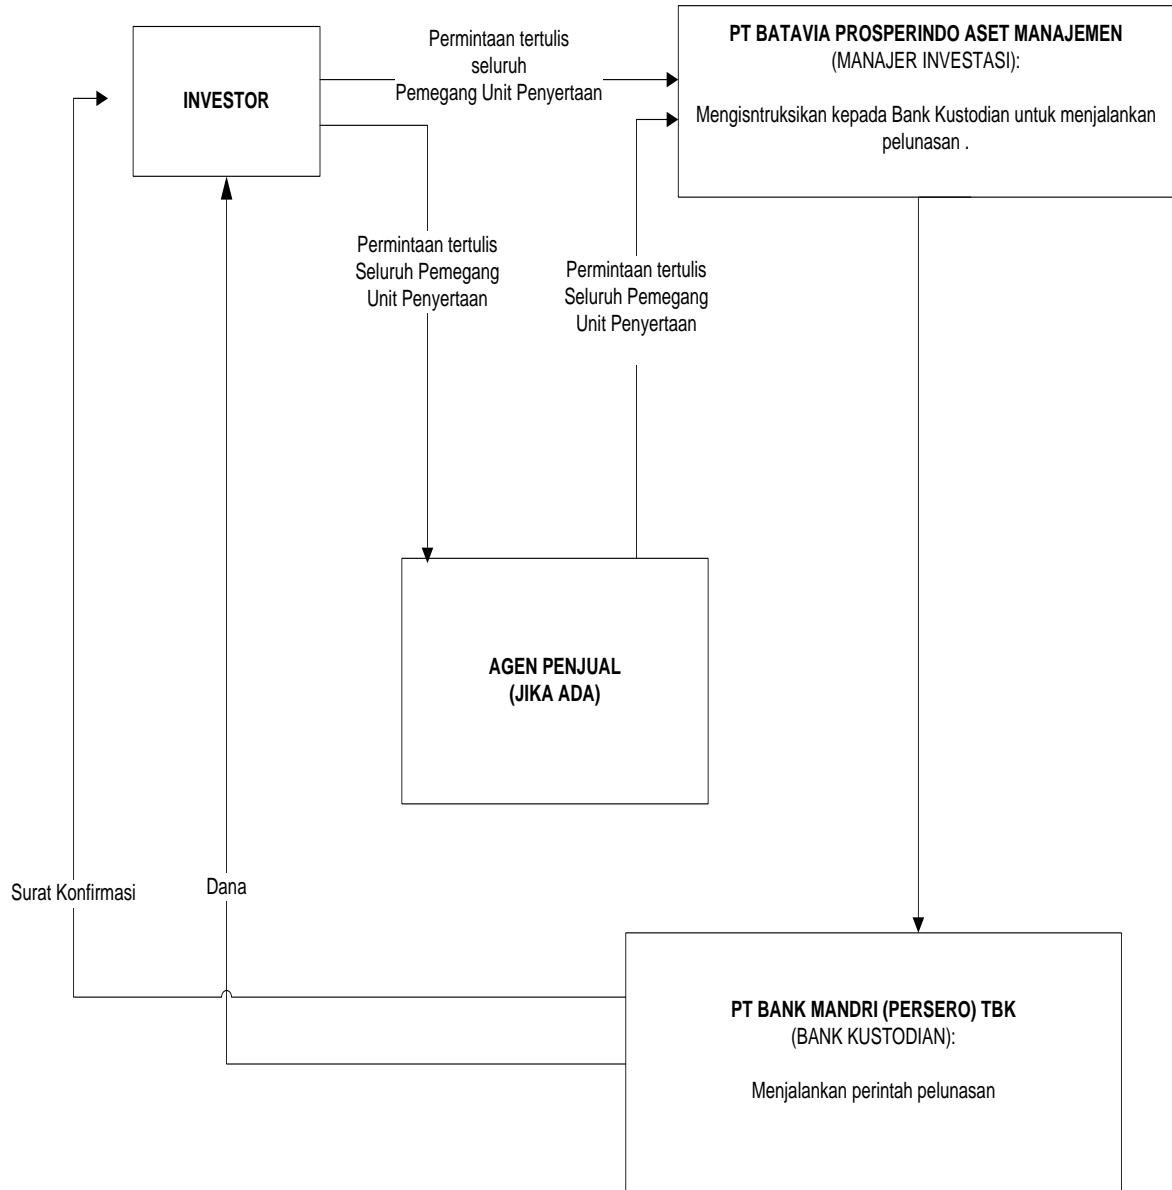 INVESTOR
Permintaan tertulis
seluruh
Pemegang Unit Penyertaan
PT BATAVIA PROSPERINDO ASET MANAJEMEN
(MANAJER INVESTASI):
Mengisntruksikan kepada Bank Kustodian untuk menjalankan
pelunasan .
Permintaan tertulis
Seluruh Pemegang
Unit Penyertaan
Permintaan tertulis
Seluruh Pemegang
Unit Penyertaan
AGEN PENJUAL
(JIKA ADA)
Surat Konfirmasi
Dana
PT BANK MANDRI (PERSERO) TBK
(BANK KUSTODIAN):
Menjalankan perintah pelunasan